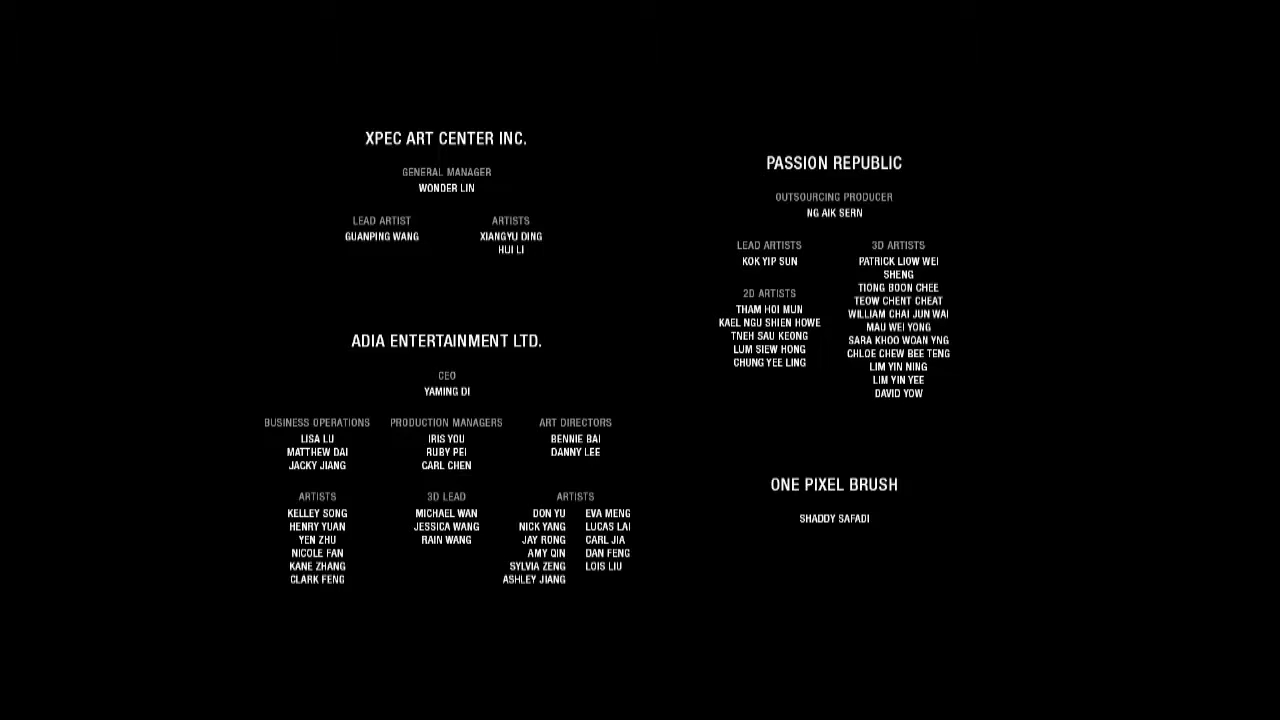 XPEC ART CENTER INC.
GENERAL MANAGER
WONDER LIN
LEAD ARTIST
GUANPING WANG
ARTISTS
XIANGYU DING
HUI LI
ADIA ENTERTAINMENT LTD.
CEO
YAMING DI
BUSINESS OPERATIONS
LISA LU
MATTHEW DAI
JACKY JIANG
PRODUCTION MANAGERS
IRIS YOU
RUBY PEI
CARL CHEN
ART DIRECTORS
BENNIE BAI
DANNY LEE
ARTISTS
KELLEY SONG
HENRY YUAN
YEN ZHU
NICOLE FAN
KANE ZHANG
CLARK FENG
3D LEAD
MICHAEL WAN
JESSICA WANG
RAIN WANG
ARTISTS
DON YU
NICK YANG
JAY RONG
AMY QIN
SYLVIA ZENG
ASHLEY JIANG
EVA MENG
LUCAS LAI
CARL JIA
DAN FENG
LOIS LIU
PASSION REPUBLIC
OUTSOURCING PRODUCER
NG AIK SERN
LEAD ARTISTS
KOK YIP SUN
2D ARTISTS
THAM HOI MUN
KAEL NGU SHIEN HOWE
TNEH SAU KEONG
LUM SIEW HONG
CHUNG YEE LING
3D ARTISTS
PATRICK LIOW WEI
SHENG
TIONG BOON CHEE
TEOW CHENT CHEAT
WILLIAM CHAI JUN WAI
MAU WEI YONG
SARA KHOO WOAN YNG
CHLOE CHEW BEE TENG
LIM YIN NING
LIM YIN YEE
DAVID YOW
ONE PIXEL BRUSH
SHADDY SAFADI